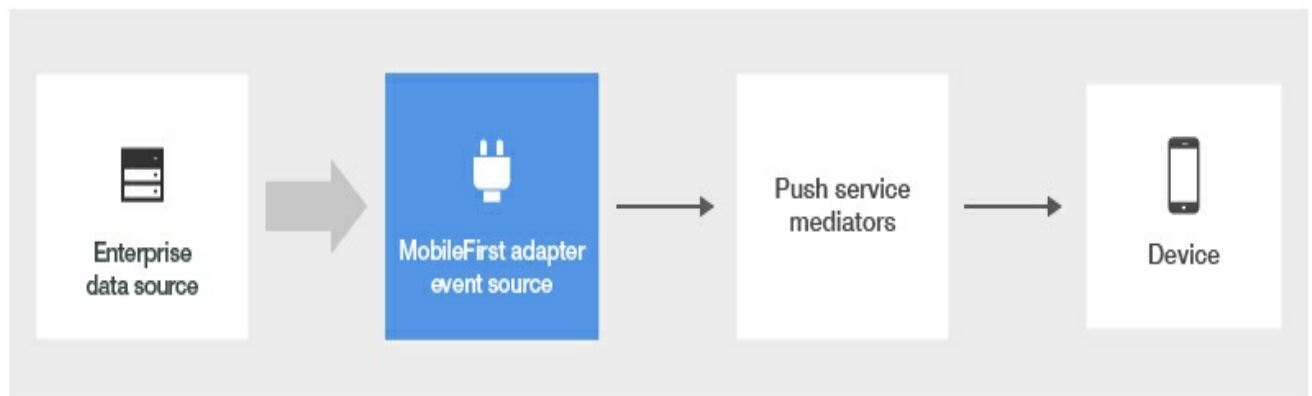 Enterprise
data source
MobileFirst adapter
event source
Push service
mediators
Device